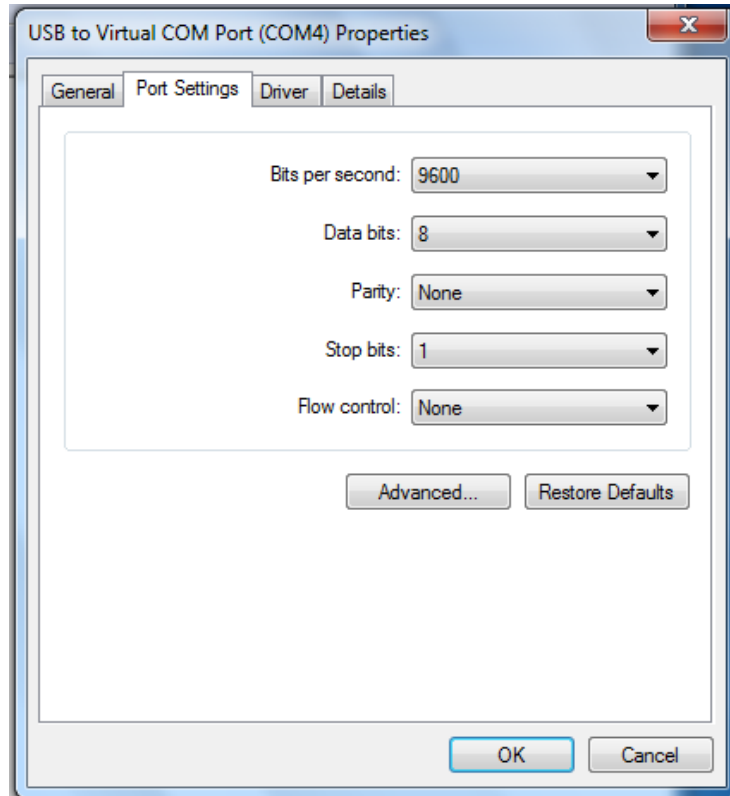 USB to Virtual COM Port (COM4) Properties
General Port Settings Driver Details
Bits per second: 9600
Data bits: 8
Parity: None
Stop bits: 1
Flow control: None
Advanced... Restore Defaults
OK Cancel